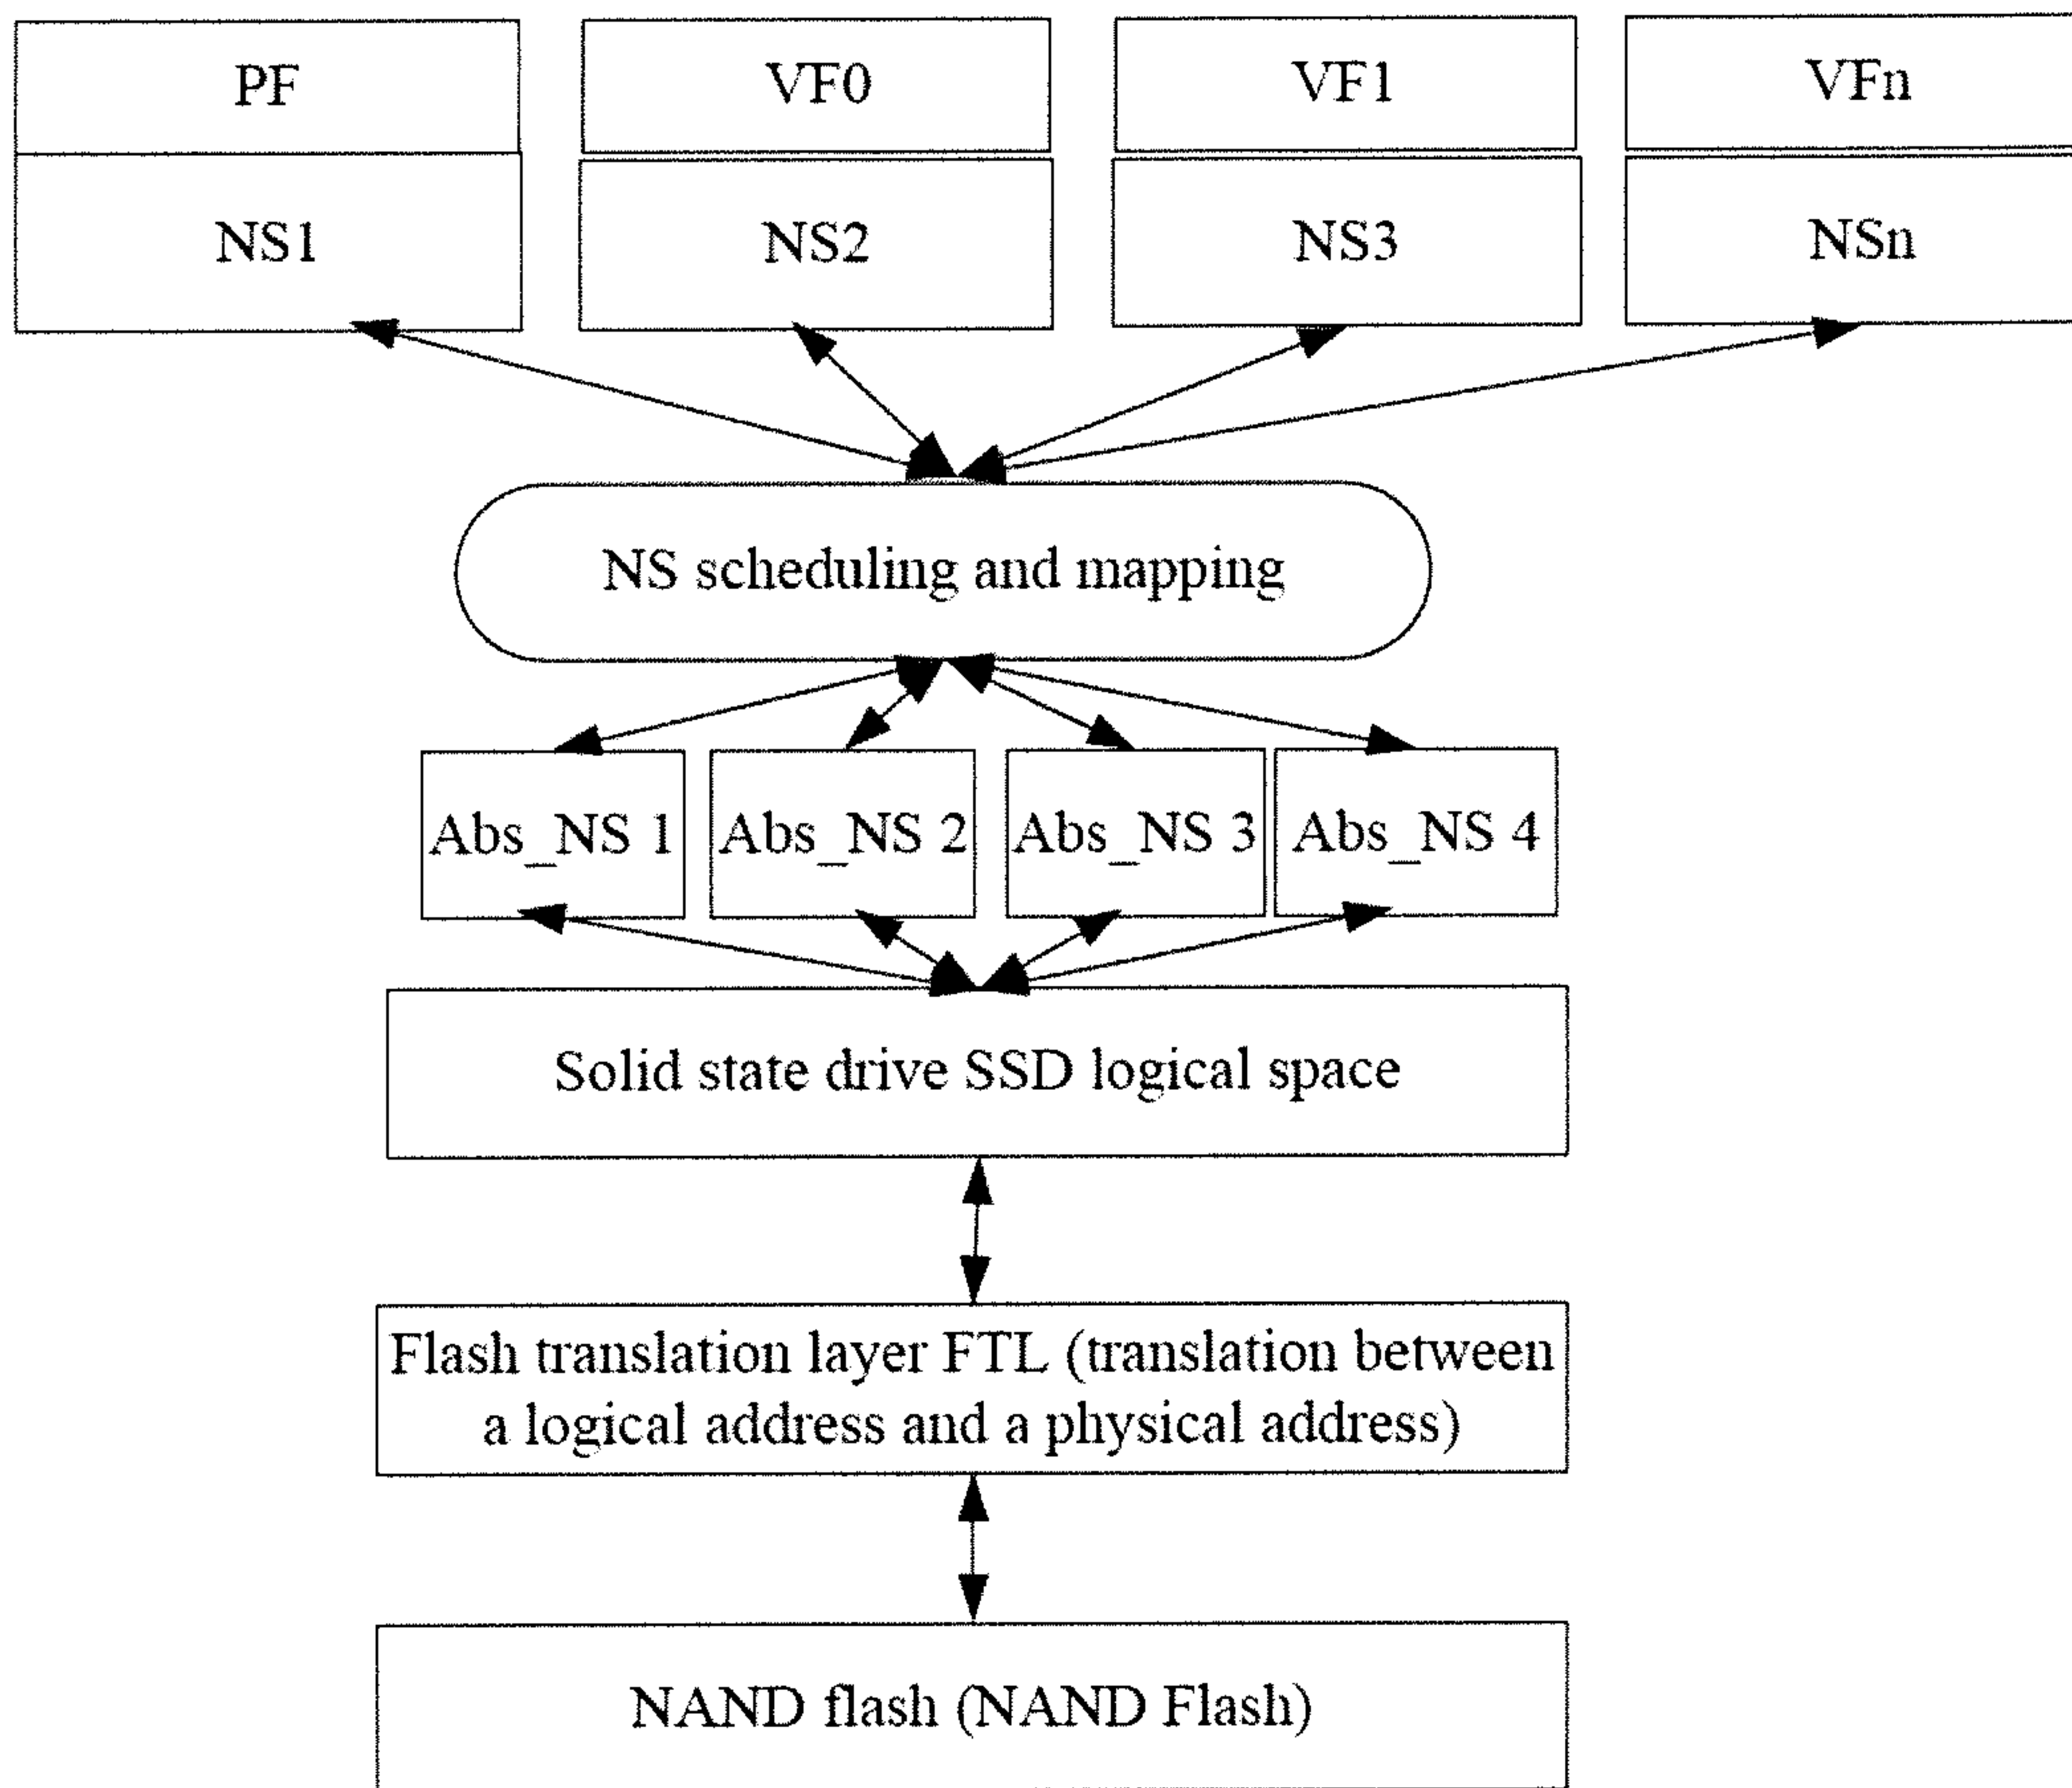 PF
VF0
VF1
VFn
NS1
NS2
NS3
NSn
NS scheduling and mapping
Abs_NS 1
Abs_NS 2
Abs_NS 3
Abs_NS 4
Solid state drive SSD logical space
Flash translation layer FTL (translation between
a logical address and a physical address)
NAND flash (NAND Flash)